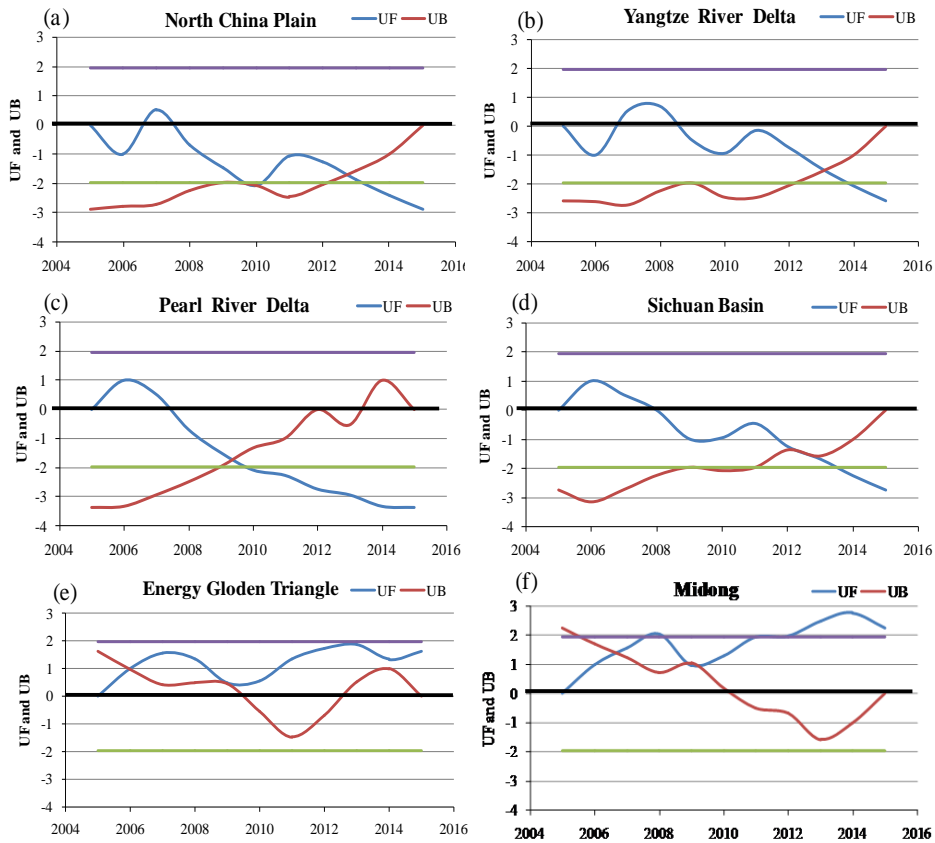 (a) North China Plain UF UB
3
2
1
0
-1
-2
-3
-4
UF and UB
2004 2006 2008 2010 2012 2014 2016
(b) Yangtze River Delta UF UB
3
2
1
0
-1
-2
-3
-4
UF and UB
2004 2006 2008 2010 2012 2014 2016
(c) Pearl River Delta UF UB
3
2
1
0
-1
-2
-3
-4
UF and UB
2004 2006 2008 2010 2012 2014 2016
(d) Sichuan Basin UF UB
3
2
1
0
-1
-2
-3
-4
UF and UB
2004 2006 2008 2010 2012 2014 2016
(e) Energy Gloden Triangle UF UB
3
2
1
0
-1
-2
-3
-4
UF and UB
2004 2006 2008 2010 2012 2014 2016
(f) Midong UF UB
3
2
1
0
-1
-2
-3
-4
UF and UB
2004 2006 2008 2010 2012 2014 2016